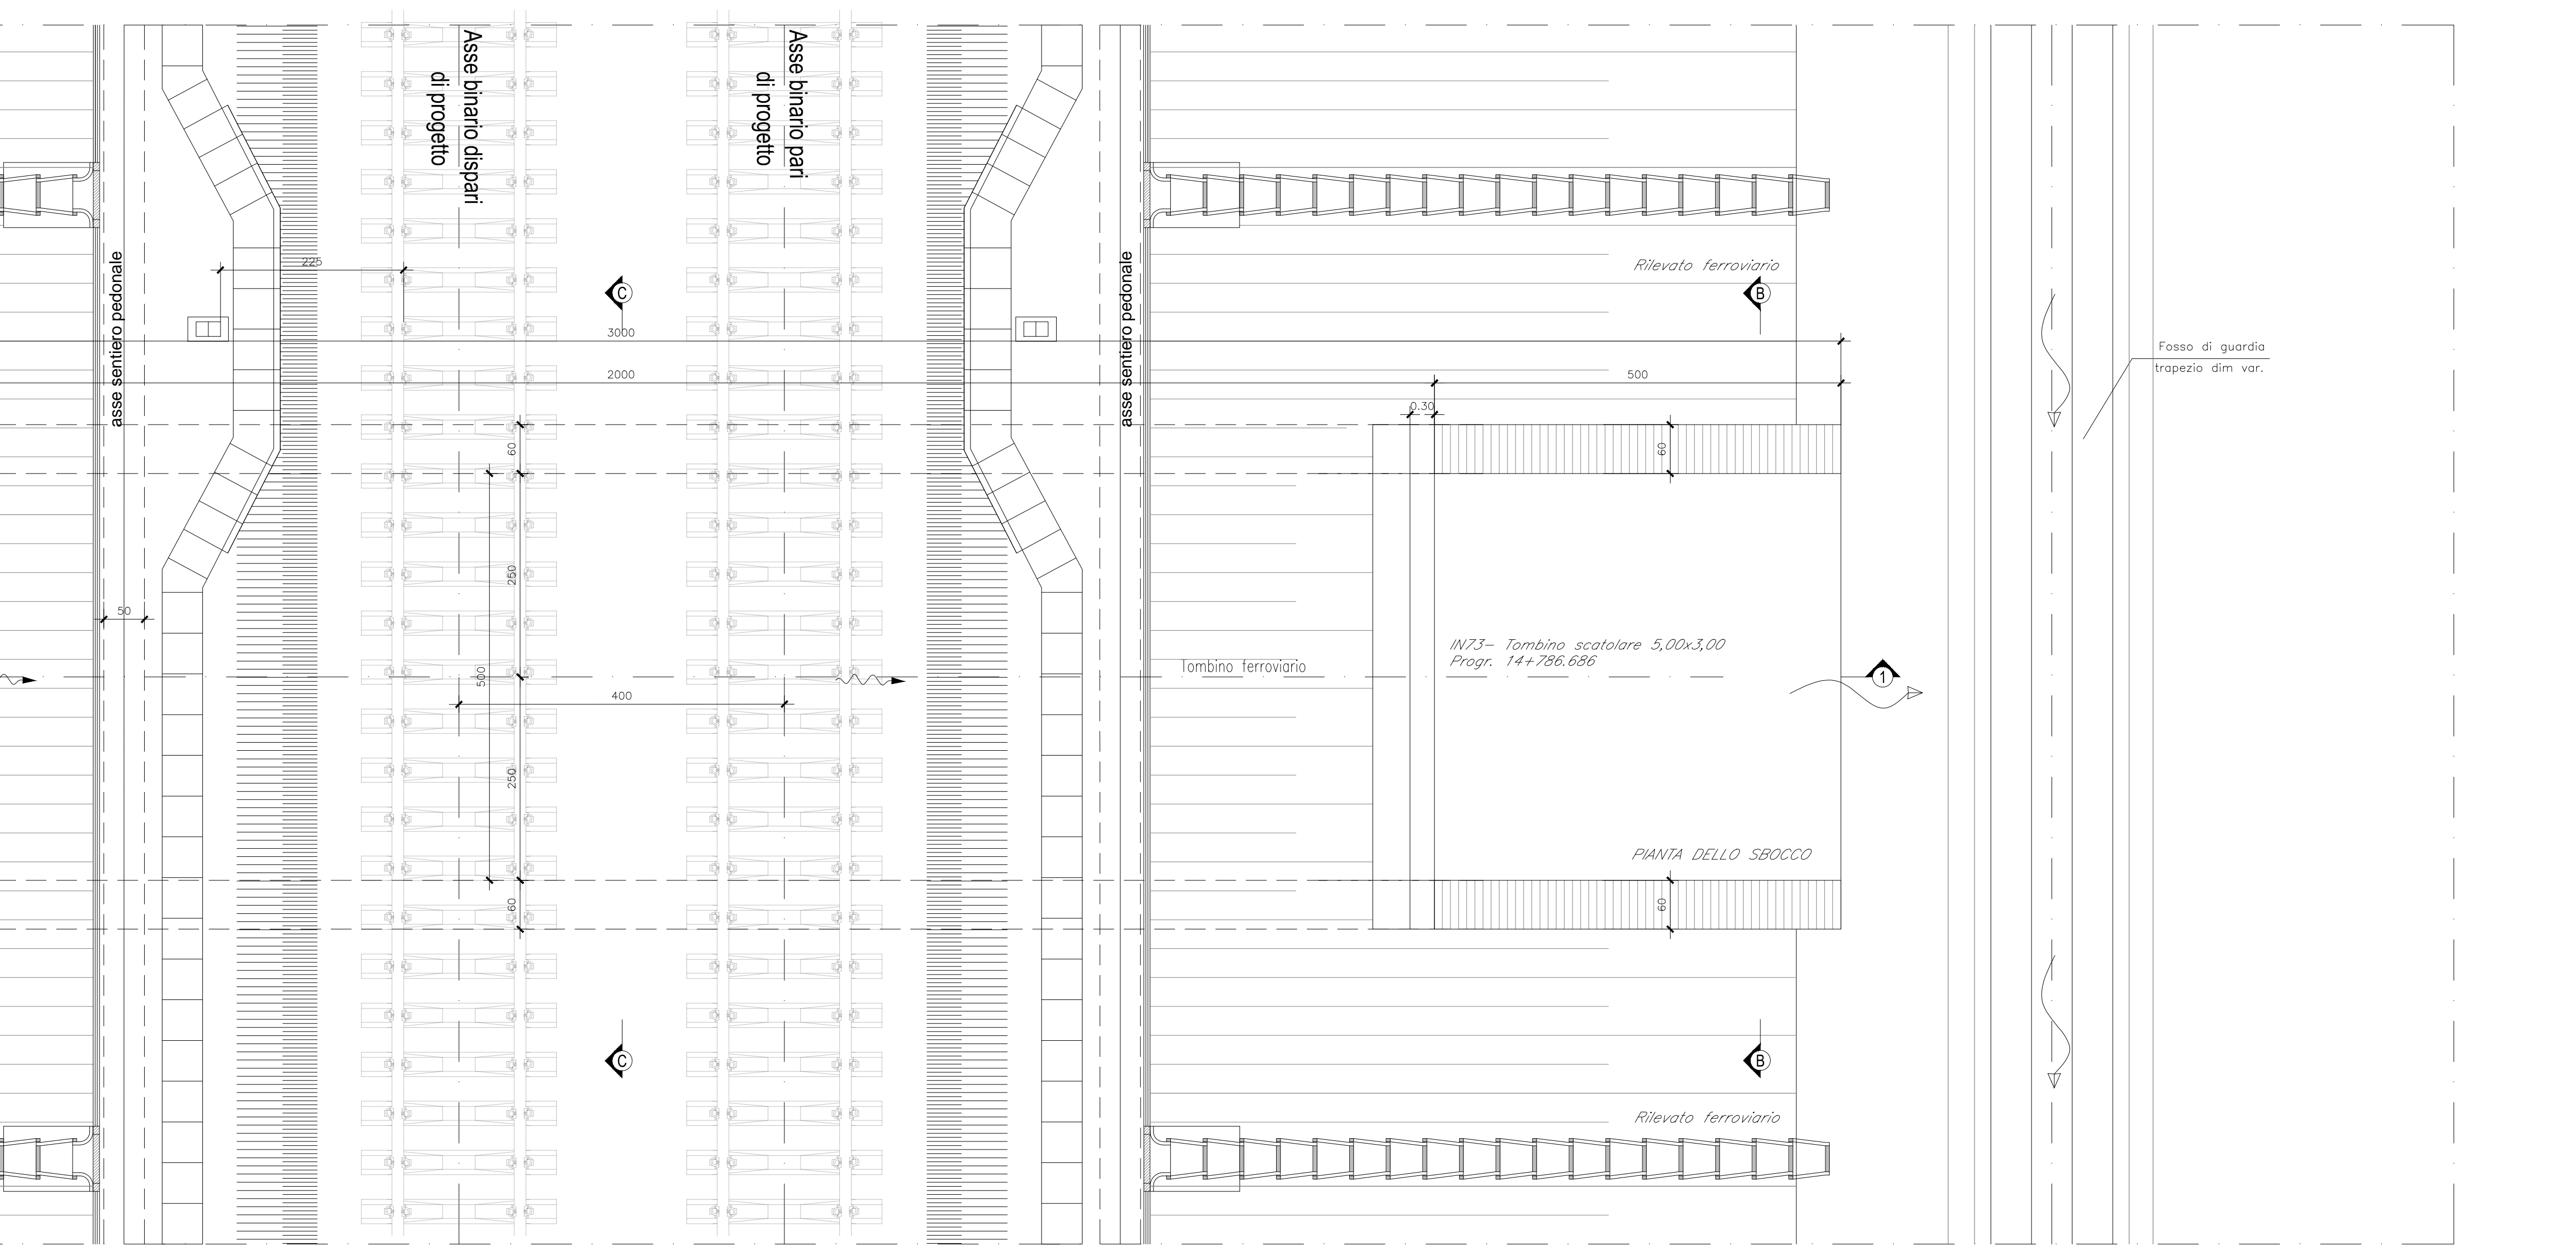 Asse binario dispari
di progetto
Asse binario pari
di progetto
asse sentiero pedonale
asse sentiero pedonale
225
C
3000
2000
Rilevato ferroviario
B
500
0.30
60
60
Fosso di guardia
trapezio dim var.
250
50
500
400
250
60
Tombino ferroviario
IN73- Tombino scatolare 5,00x3,00
Progr. 14+786.686
1
PIANTA DELLO SBOCCO
60
C
B
Rilevato ferroviario